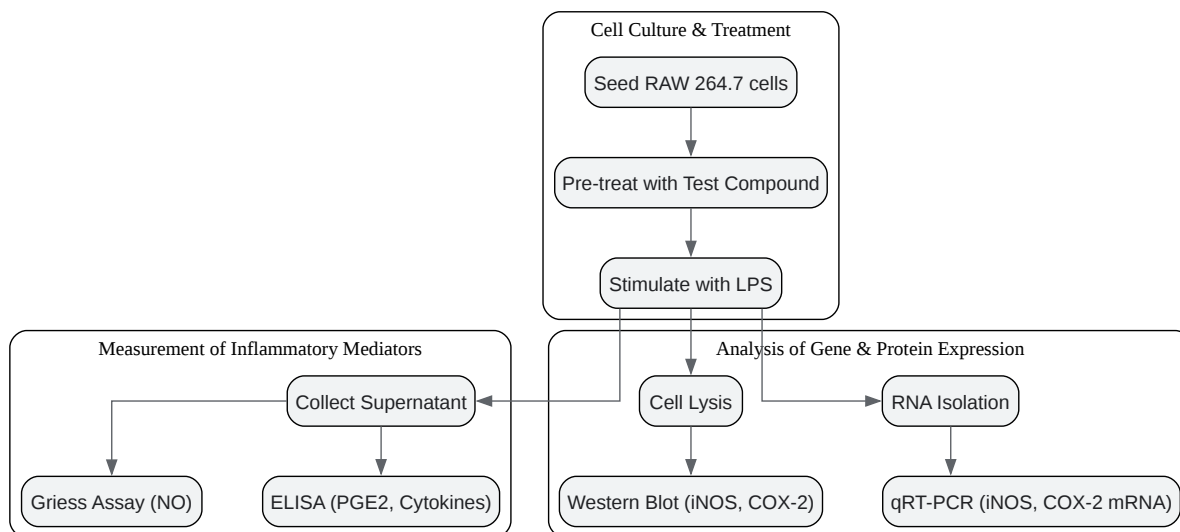 Cell Culture & Treatment
Seed RAW 264.7 cells
Pre-treat with Test Compound
Stimulate with LPS
Measurement of Inflammatory Mediators
Collect Supernatant
Griess Assay (NO)
ELISA (PGE2, Cytokines)
Analysis of Gene & Protein Expression
Cell Lysis
RNA Isolation
Western Blot (iNOS, COX-2)
qRT-PCR (iNOS, COX-2 mRNA)